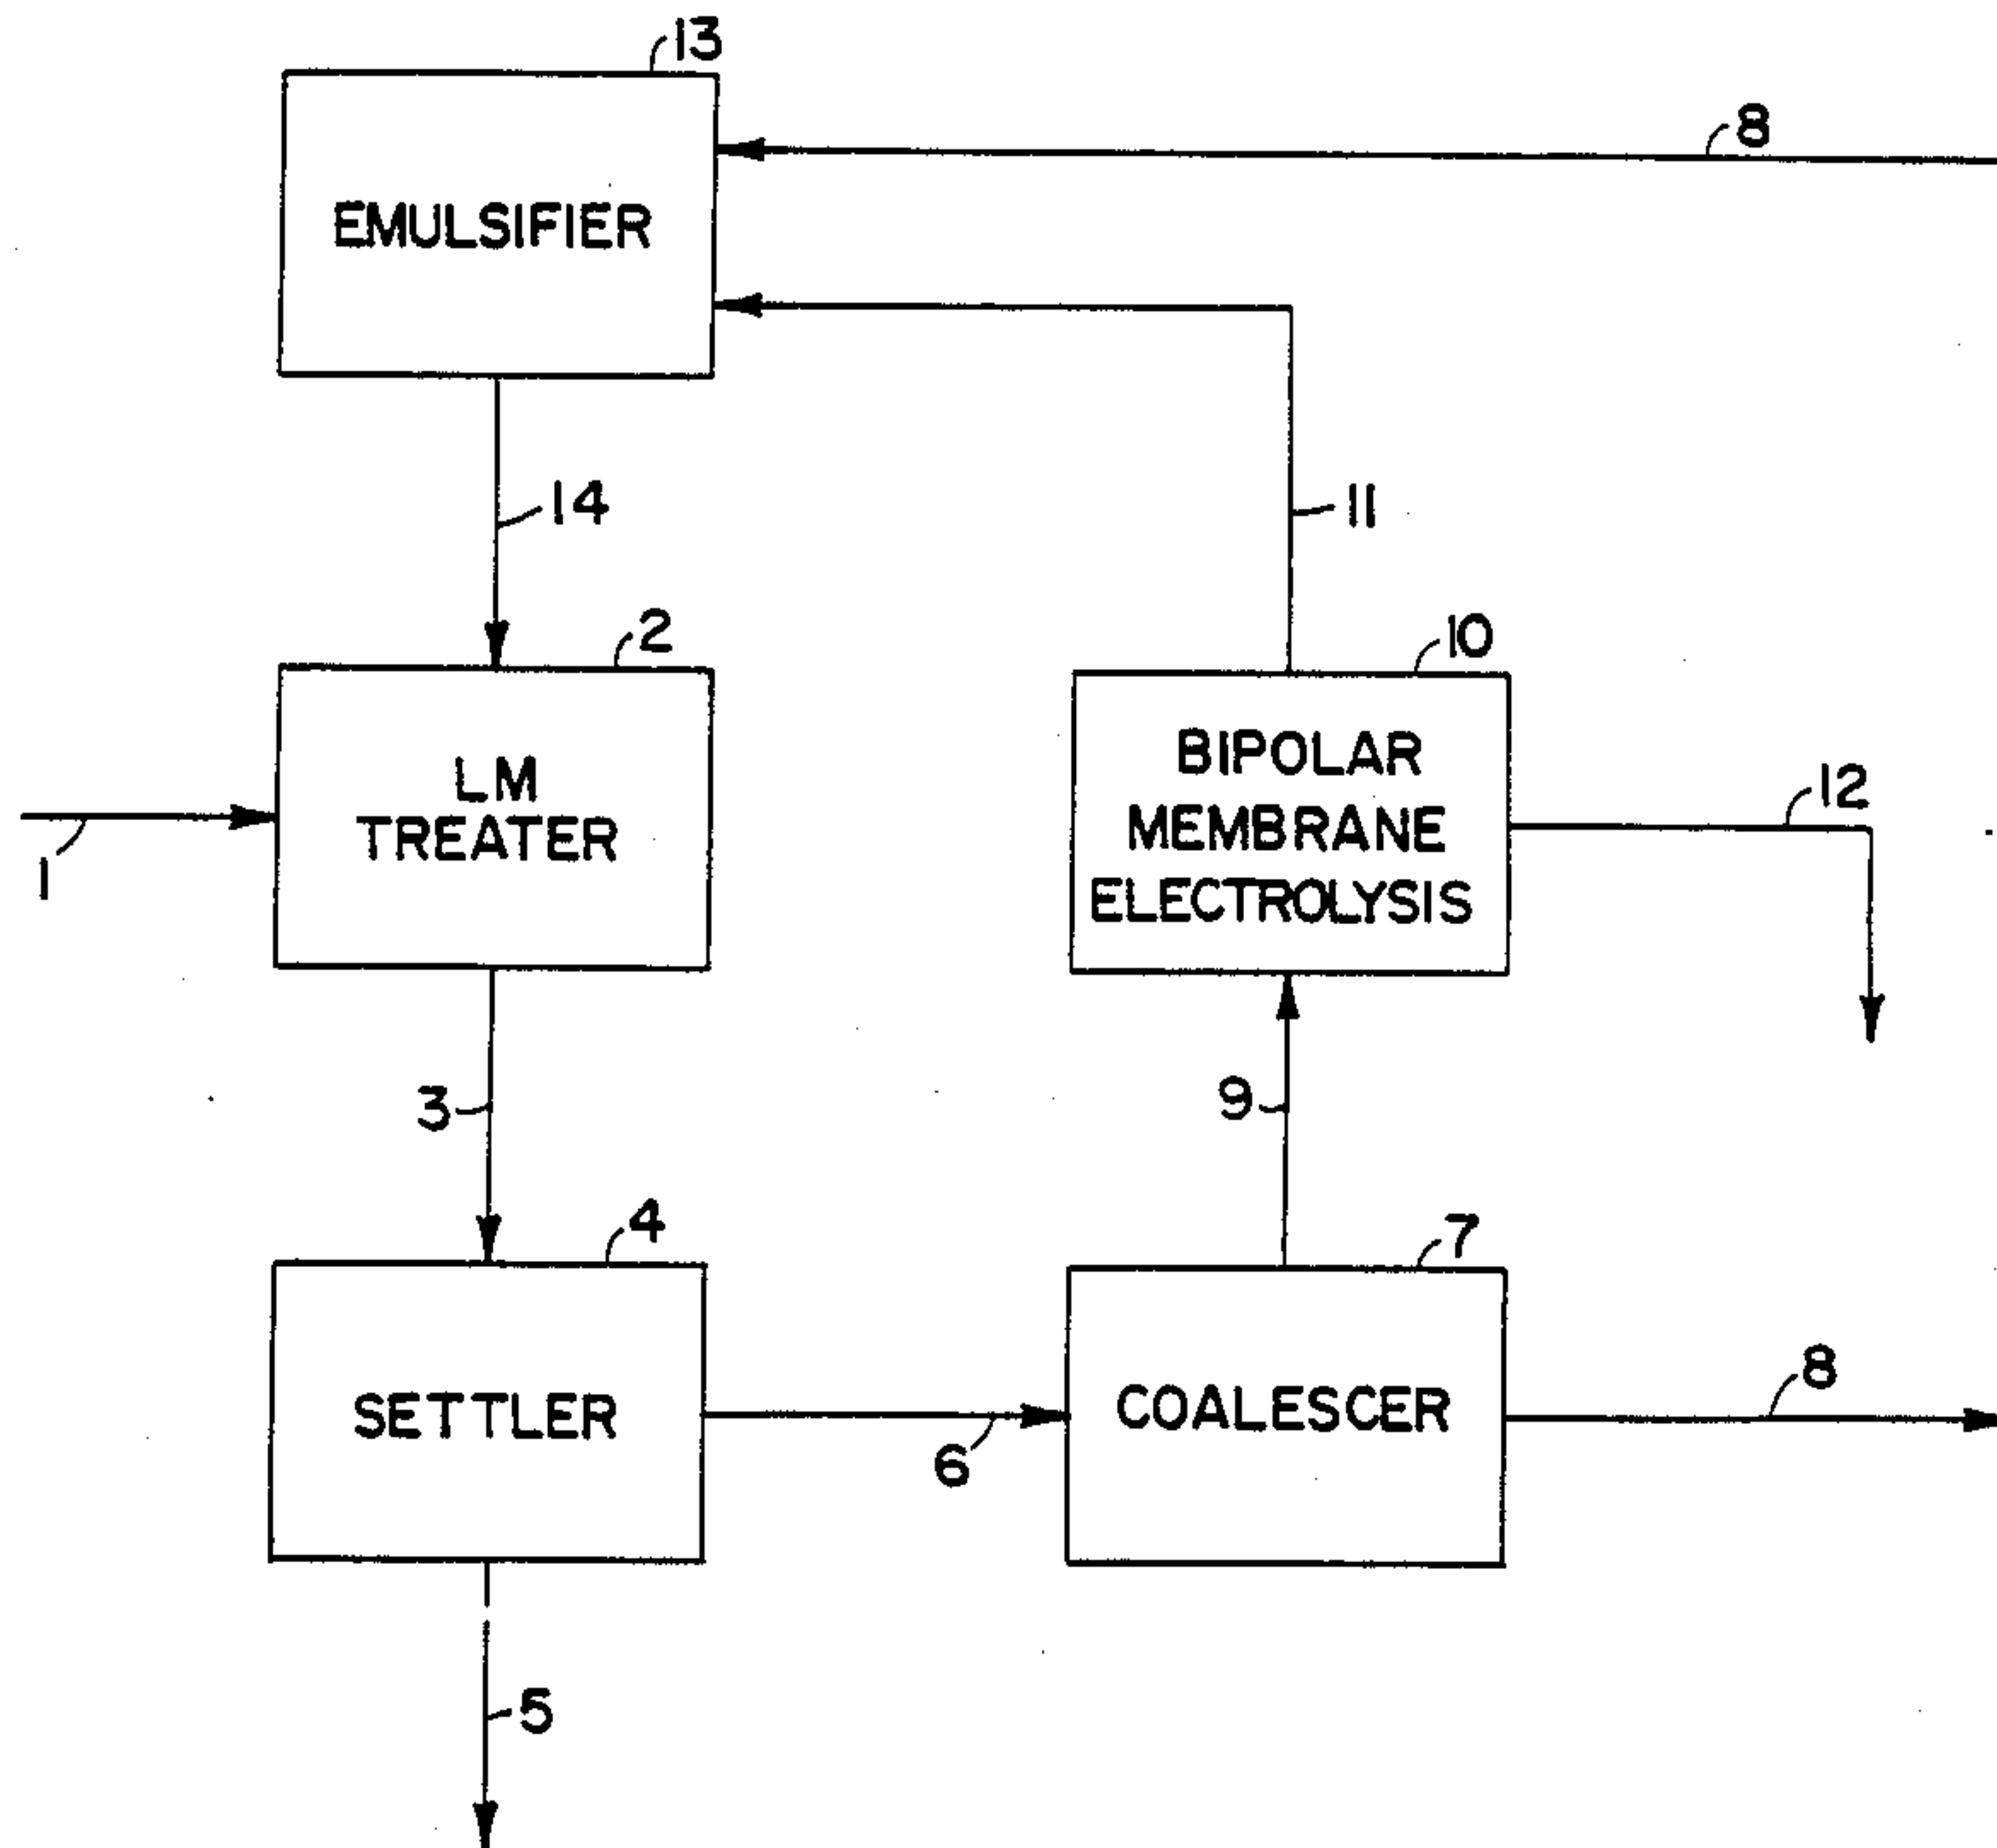 13
8
EMULSIFIER
14
11
2
10
LM
TREATER
BIPOLAR
MEMBRANE
ELECTROLYSIS
12
1
3
9
4
7
SETTLER
COALESCER
8
6
5